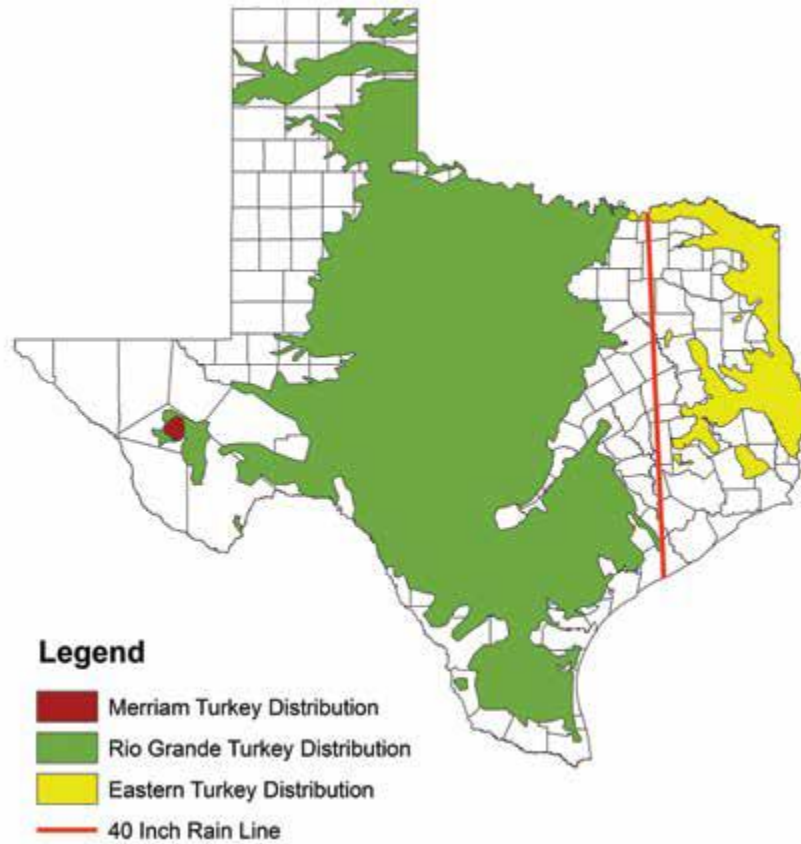 Legend
Merriam Turkey Distribution
Rio Grande Turkey Distribution
Eastern Turkey Distribution
40 Inch Rain Line